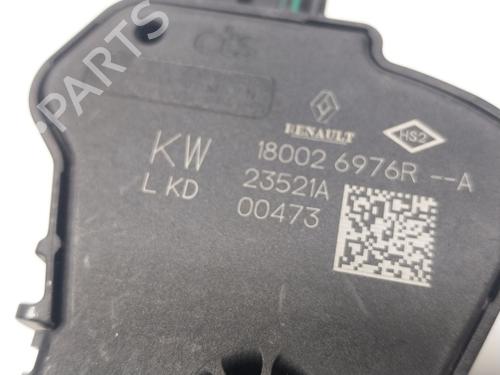 RENAULT
HS2
KW
18002 6976R --A
L KD
23521A
00473
B-PARTS